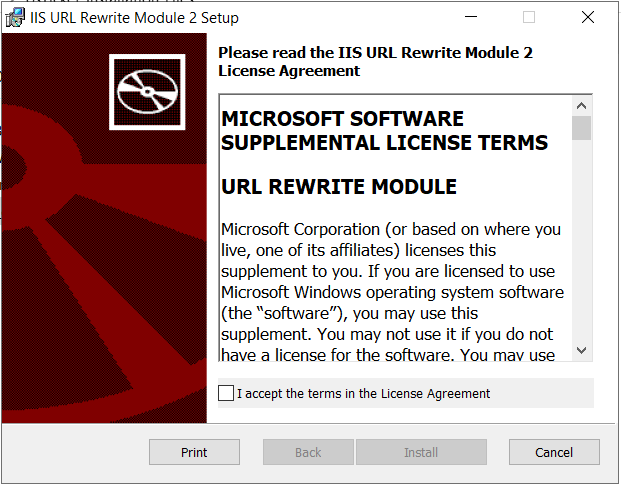 IIS URL Rewrite Module 2 Setup
Please read the IIS URL Rewrite Module 2
License Agreement
MICROSOFT SOFTWARE
SUPPLEMENTAL LICENSE TERMS
URL REWRITE MODULE
Microsoft Corporation (or based on where you
live, one of its affiliates) licenses this
supplement to you. If you are licensed to use
Microsoft Windows operating system software
(the “software”), you may use this
supplement. You may not use it if you do not
have a license for the software. You may use
I accept the terms in the License Agreement
Print
Back
Install
Cancel